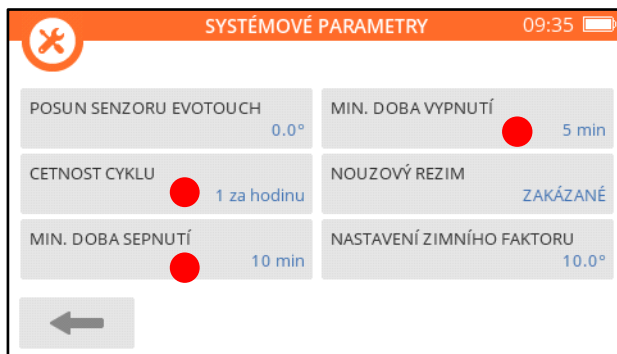 SYSTÉMOVÉ PARAMETRY 09:35
POSUN SENZORU EVOTOUCH
0.0°
MIN. DOBA VYPNUTÍ
5 min
CETNOST CYKLU
1 za hodinu
NOUZOVÝ REZIM
ZAKÁZANÉ
MIN. DOBA SEPNUTÍ
10 min
NASTAVENÍ ZIMNÍHO FAKTORU
10.0°